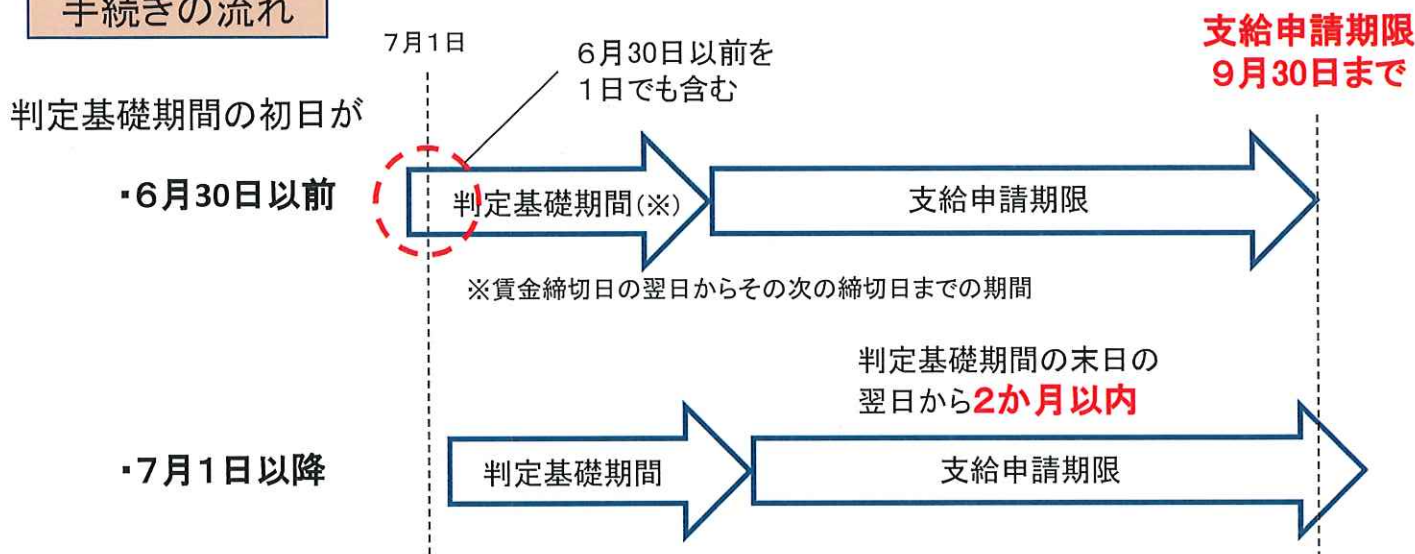 手続きの流れ
7月1日
6月30日以前を
1日でも含む
支給申請期限
9月30日まで
判定基礎期間の初日が
・6月30日以前
判定基礎期間(※)
支給申請期限
※賃金締切日の翌日からその次の締切日までの期間
判定基礎期間の末日の
翌日から2か月以内
・7月1日以降
判定基礎期間
支給申請期限